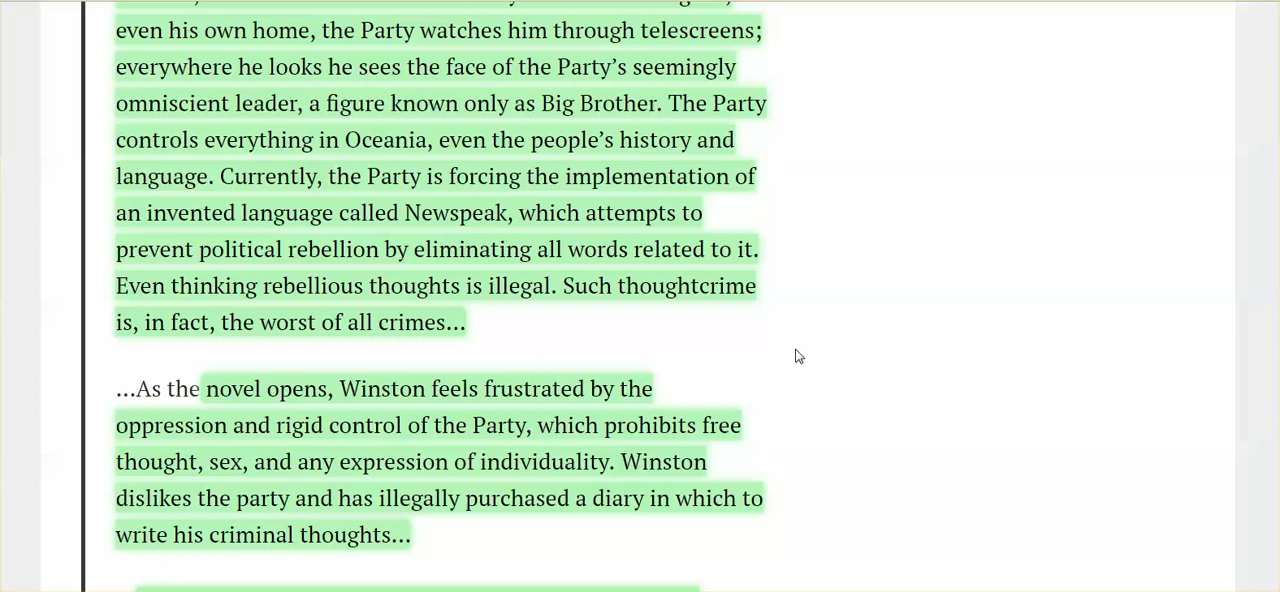 even his own home, the Party watches him through telescreens;
everywhere he looks he sees the face of the Party’s seemingly
omniscient leader, a figure known only as Big Brother. The Party
controls everything in Oceania, even the people’s history and
language. Currently, the Party is forcing the implementation of
an invented language called Newspeak, which attempts to
prevent political rebellion by eliminating all words related to it.
Even thinking rebellious thoughts is illegal. Such thoughtcrime
is, in fact, the worst of all crimes…
…As the novel opens, Winston feels frustrated by the
oppression and rigid control of the Party, which prohibits free
thought, sex, and any expression of individuality. Winston
dislikes the party and has illegally purchased a diary in which to
write his criminal thoughts…